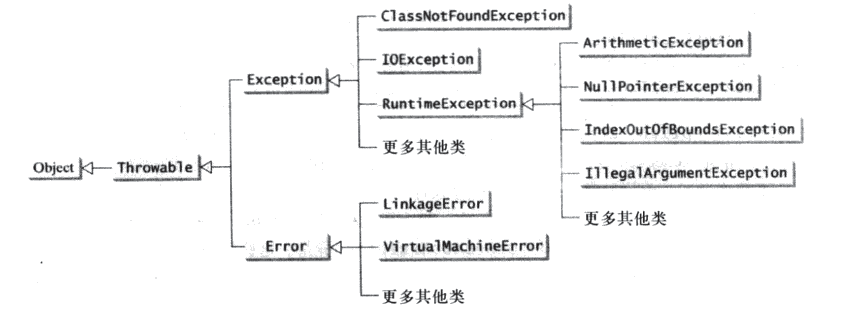 ClassNotFoundException
ArithmeticException
IOException
Exception
NullPointerException
RuntimeException
IndexOutOfBoundsException
更多其他类
Object
Throwable
IllegalArgumentException
LinkageError
更多其他类
Error
VirtualMachineError
更多其他类